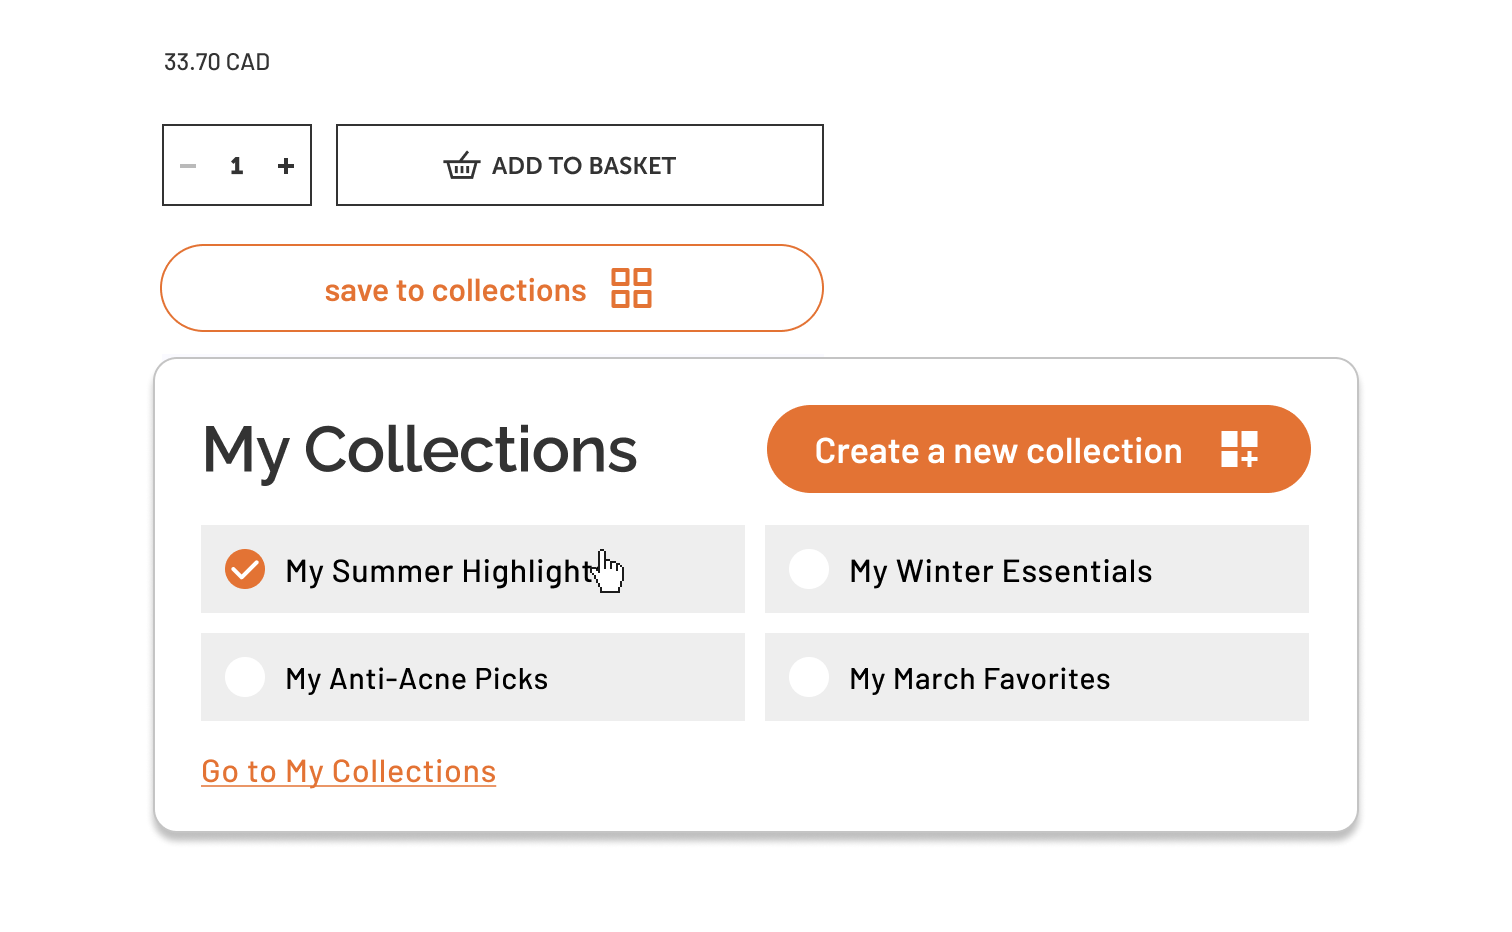 33.70 CAD
1
ADD TO BASKET
save to collections
My Collections
Create a new collection
My Summer Highlight
My Winter Essentials
My Anti-Acne Picks
My March Favorites
Go to My Collections